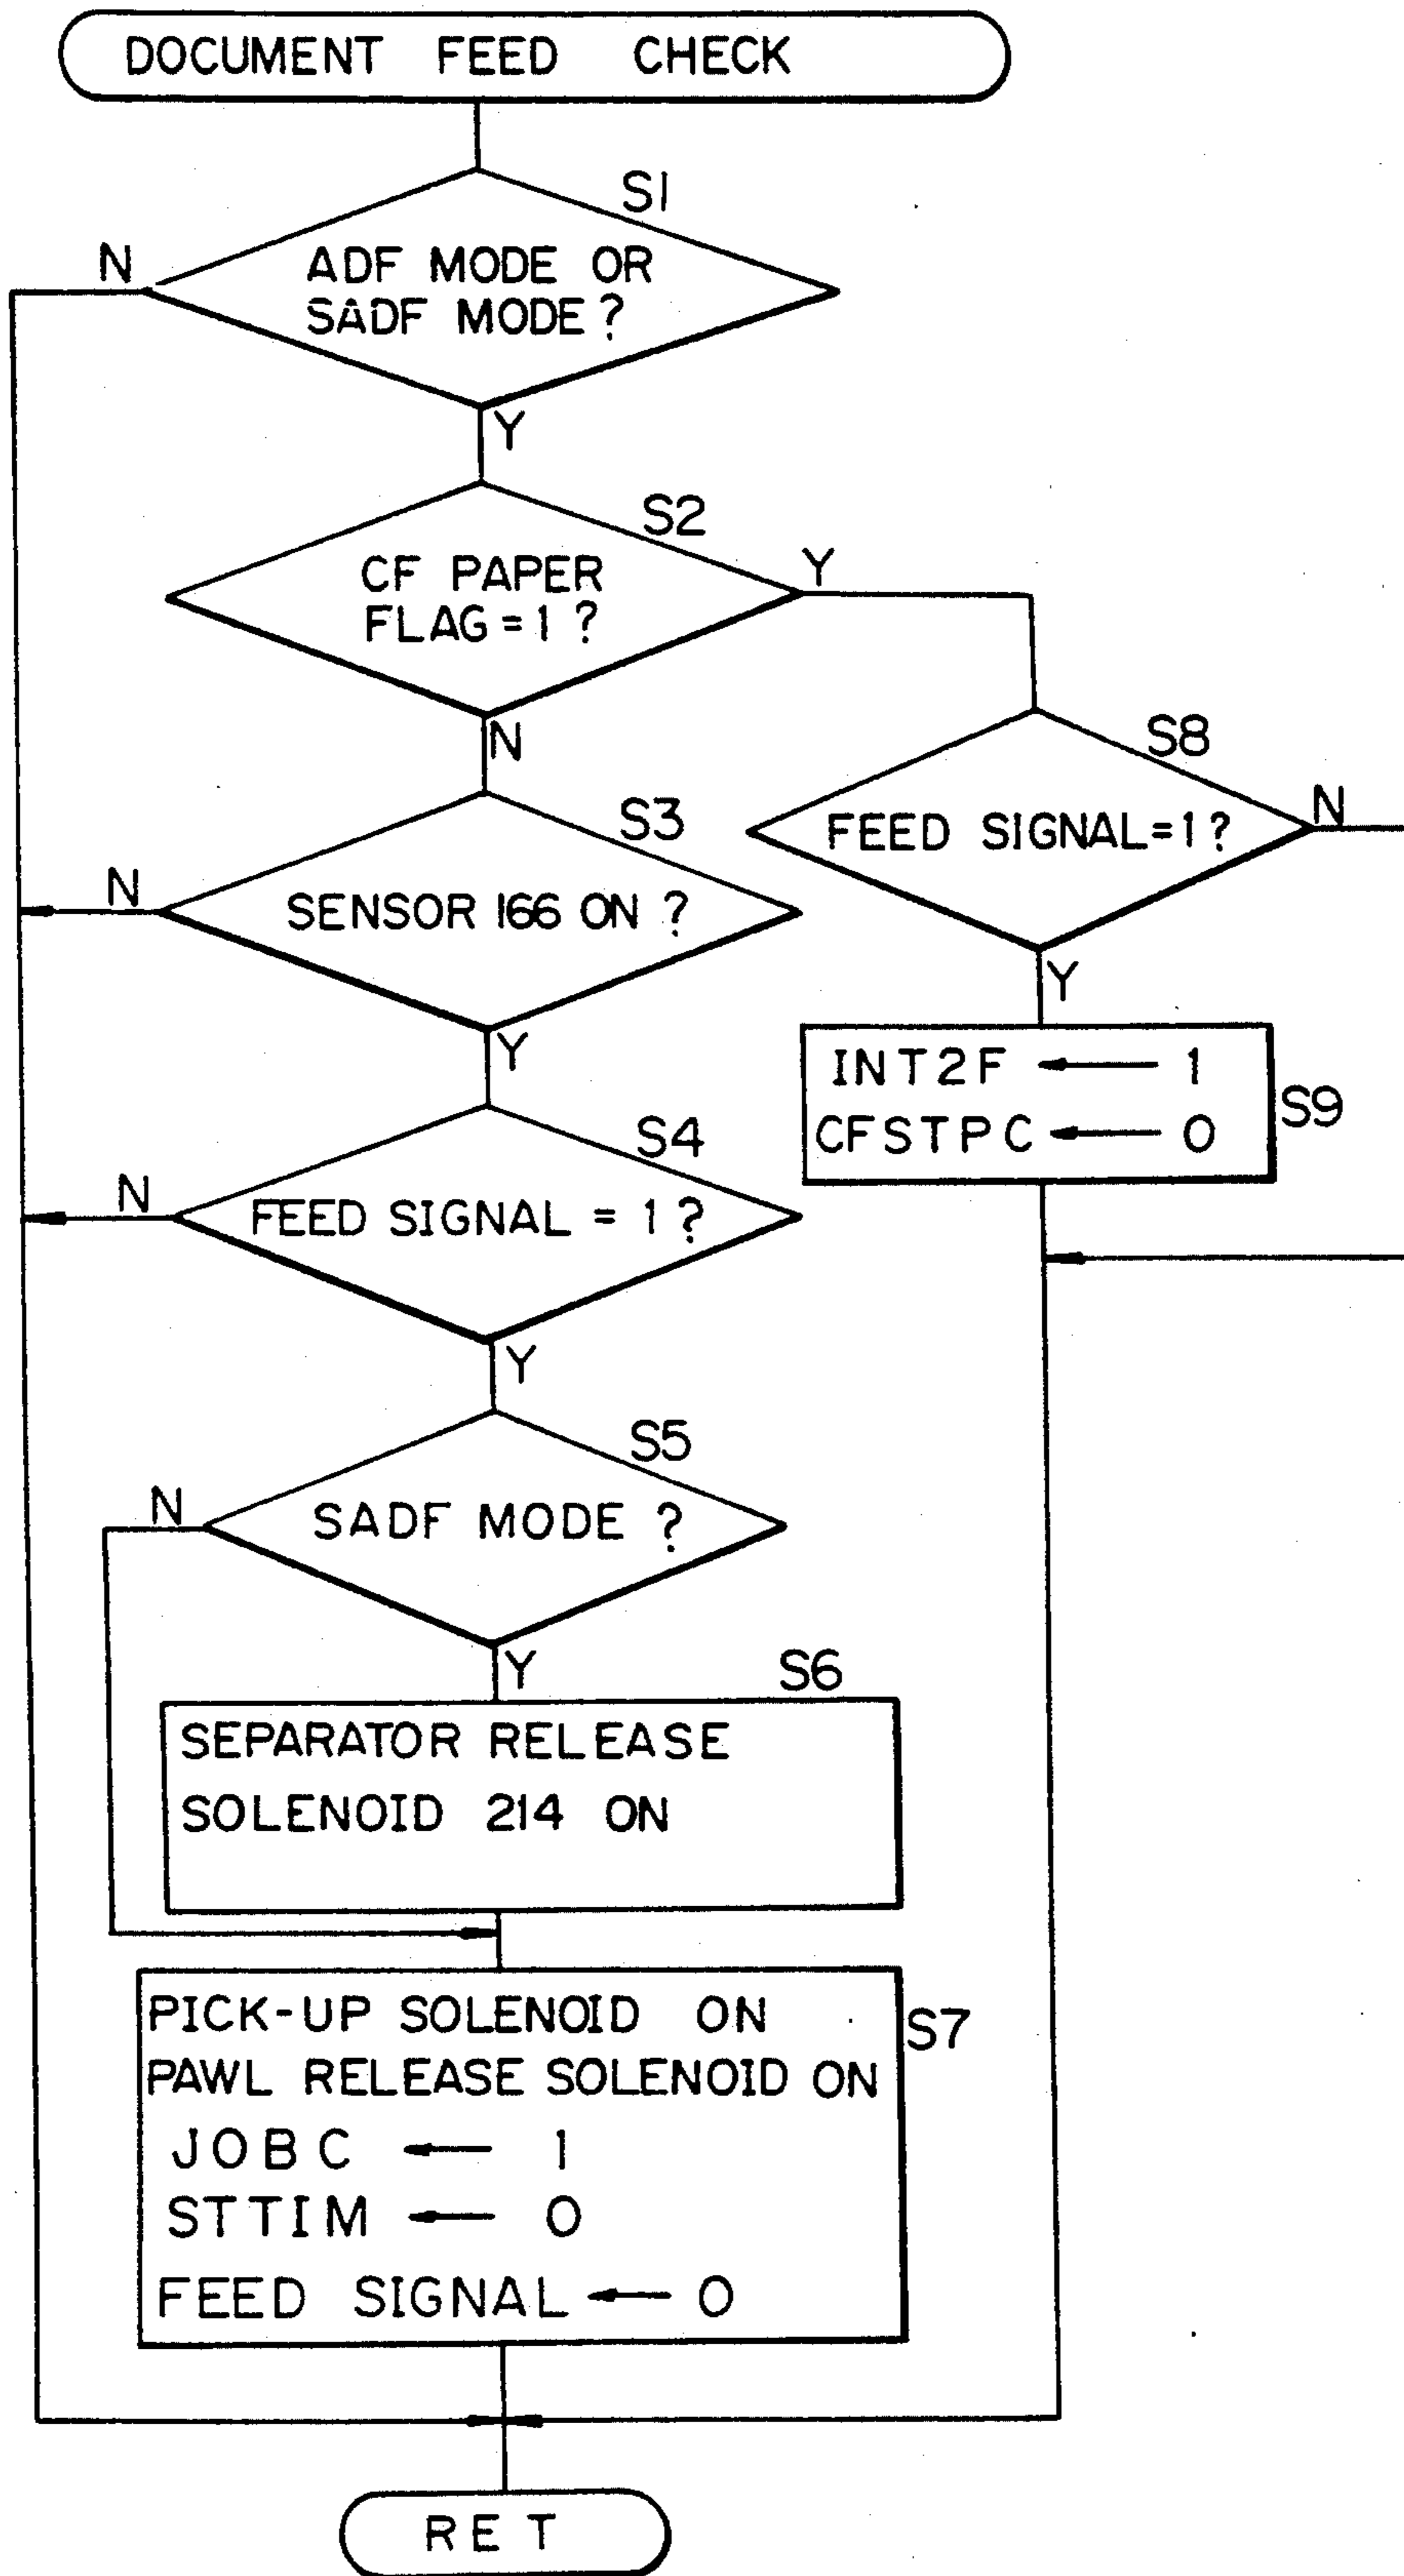 DOCUMENT FEED CHECK
S1
N
ADF MODE OR
SADF MODE?
Y
S2
CF PAPER
FLAG=1?
Y
N
S8
FEED SIGNAL=1?
N
S3
N
SENSOR 166 ON ?
Y
Y
INT2F ← 1
CFSTPC ← 0
S9
S4
N
FEED SIGNAL = 1 ?
Y
S5
N
SADF MODE ?
Y
S6
SEPARATOR RELEASE
SOLENOID 214 ON
PICK-UP SOLENOID ON
S7
PAWL RELEASE SOLENOID ON
JOBC ← 1
STTIM ← 0
FEED SIGNAL ← 0
RET